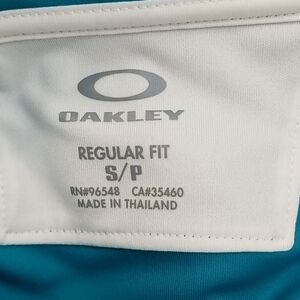 OAKLEY
REGULAR FIT
S/P
RN#96548 CA#35460
MADE IN THAILAND